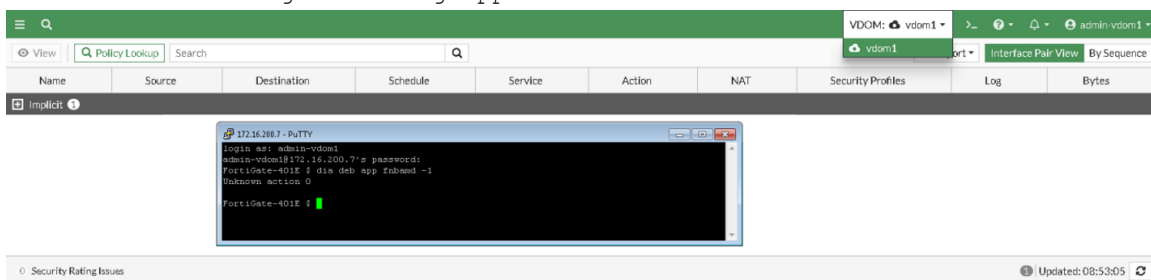 VDOM: vdom1 >_ admin-vdom1
vdom1
View Policy Lookup Search Interface Pair View By Sequence
Name Source Destination Schedule Service Action NAT Security Profiles Log Bytes
Implicit 1
172.16.200.7 - PuTTY
login as: admin-vdom1
admin-vdom1@172.16.200.7's password:
FortiGate-401E $ dia deb app fnbamd -1
Unknown action 0
FortiGate-401E $
0 Security Rating Issues 1 Updated: 08:53:05